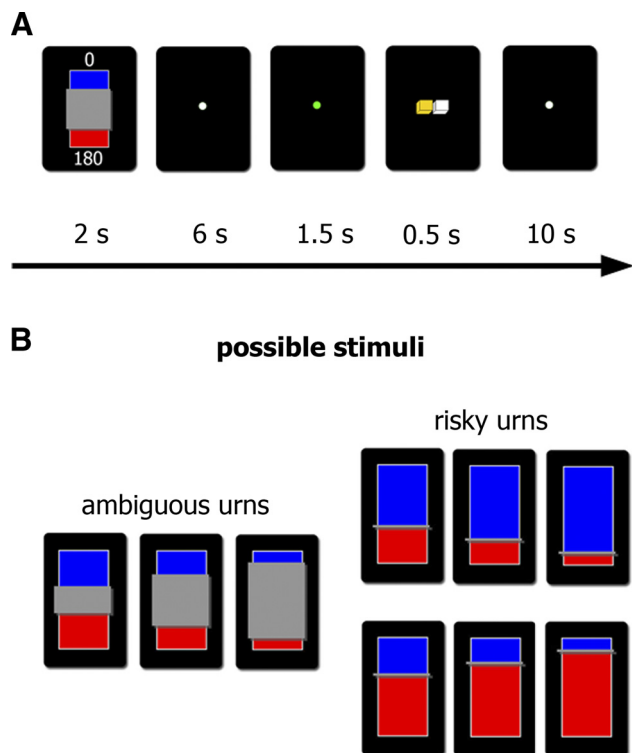 A
0
180
2 s 6 s 1.5 s 0.5 s 10 s
B
possible stimuli
risky urns
ambiguous urns